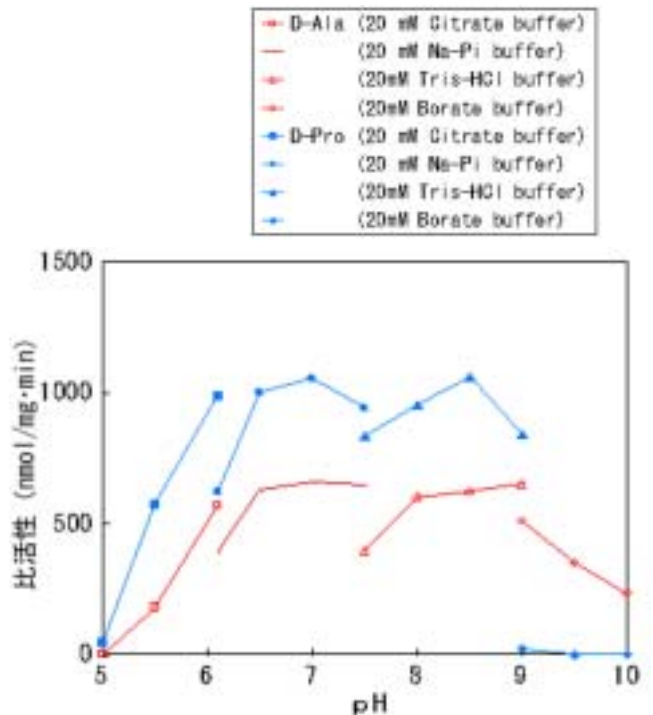 D-Ala (20 mM Citrate buffer)
(20 mM Na-Pi buffer)
(20mM Tris-HCl buffer)
(20mM Borate buffer)
D-Pro (20 mM Citrate buffer)
(20 mM Na-Pi buffer)
(20mM Tris-HCl buffer)
(20mM Borate buffer)
比活性 (nmol/mg·min)
1500
1000
500
0
5 6 7 8 9 10
pH